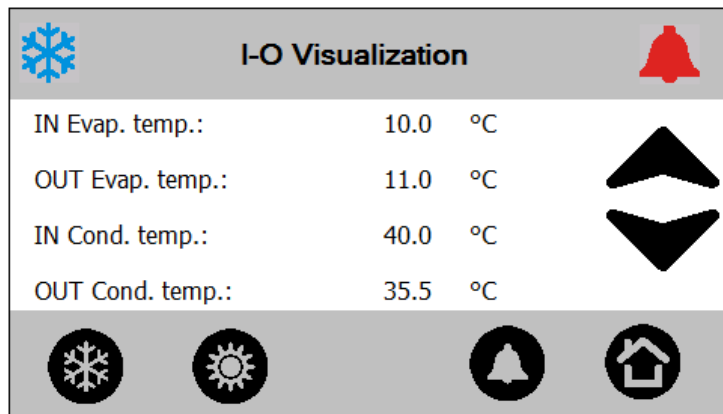 I-O Visualization
IN Evap. temp.: 10.0 °C
OUT Evap. temp.: 11.0 °C
IN Cond. temp.: 40.0 °C
OUT Cond. temp.: 35.5 °C